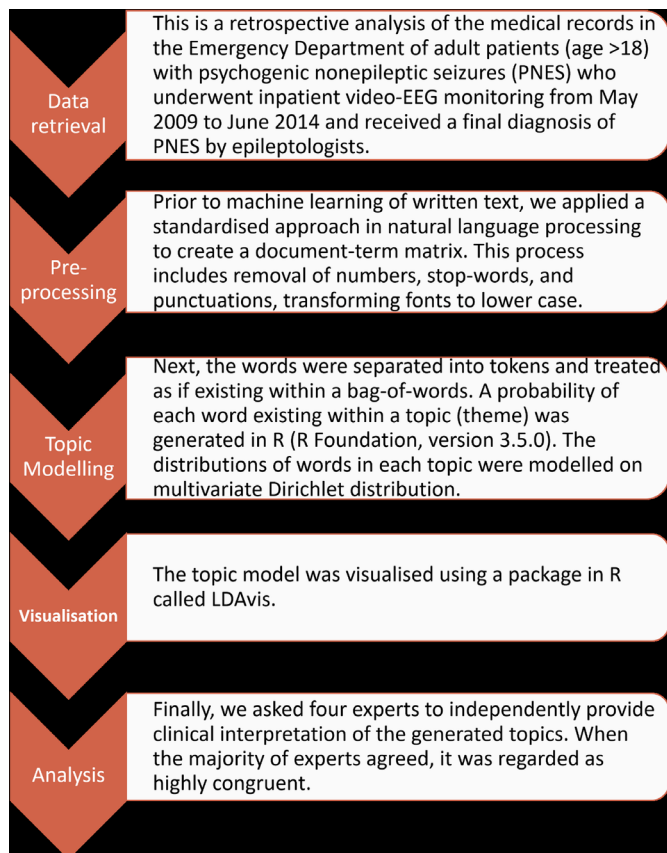 Data
retrieval
This is a retrospective analysis of the medical records in
the Emergency Department of adult patients (age >18)
with psychogenic nonepileptic seizures (PNES) who
underwent inpatient video-EEG monitoring from May
2009 to June 2014 and received a final diagnosis of
PNES by epileptologists.
Pre-
processing
Prior to machine learning of written text, we applied a
standardised approach in natural language processing
to create a document-term matrix. This process
includes removal of numbers, stop-words, and
punctuations, transforming fonts to lower case.
Topic
Modelling
Next, the words were separated into tokens and treated
as if existing within a bag-of-words. A probability of
each word existing within a topic (theme) was
generated in R (R Foundation, version 3.5.0). The
distributions of words in each topic were modelled on
multivariate Dirichlet distribution.
Visualisation
The topic model was visualised using a package in R
called LDAvis.
Analysis
Finally, we asked four experts to independently provide
clinical interpretation of the generated topics. When
the majority of experts agreed, it was regarded as
highly congruent.